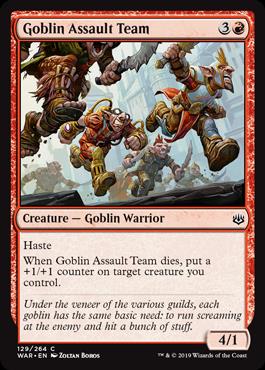 Goblin Assault Team 3
Creature — Goblin Warrior
Haste
When Goblin Assault Team dies, put a
+1/+1 counter on target creature you
control.
Under the veneer of the various guilds, each
goblin has the same basic need: to run screaming
at the enemy and hit a bunch of stuff.
4/1
129/264 C
WAR • EN Zoltan Boros
™ & © 2019 Wizards of the Coast